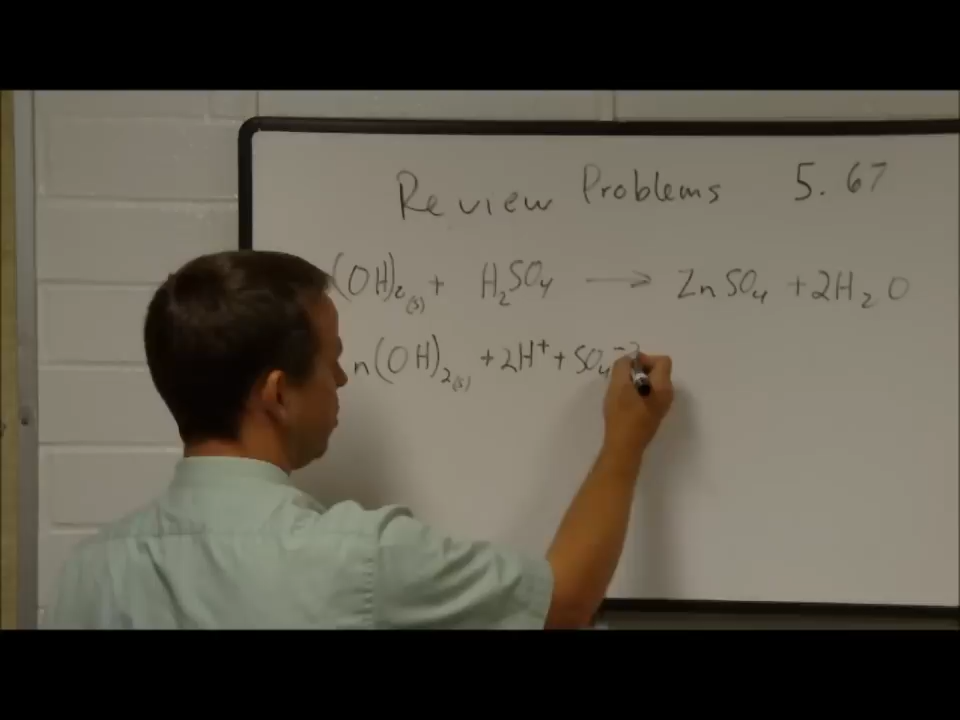 Review Problems 5.67
(OH)₂₍ₛ₎ + H₂SO₄ → ZnSO₄ + 2H₂O
n(OH)₂₍ₛ₎ + 2H⁺ + SO₄⁻